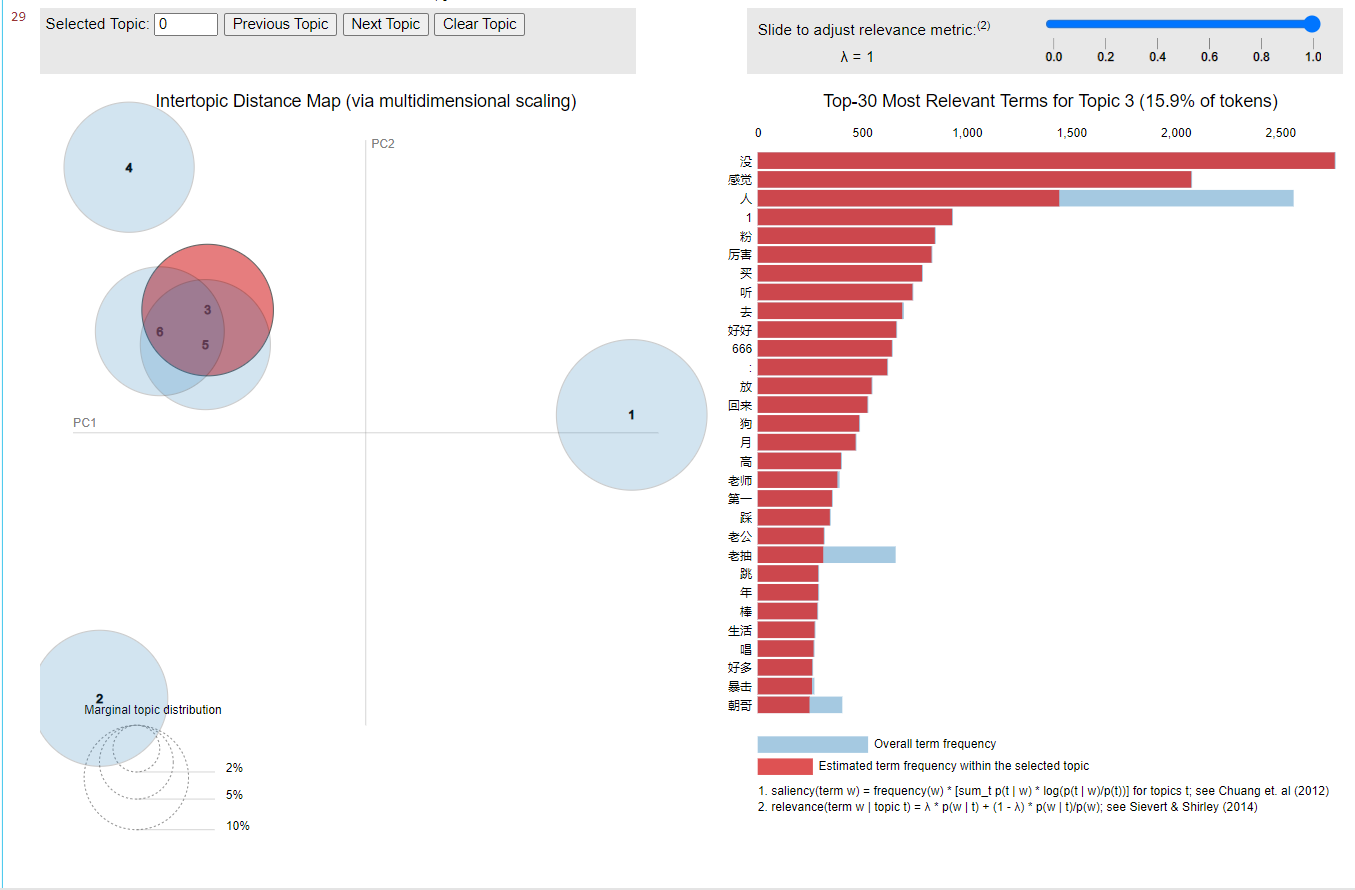 29
Selected Topic: 0 Previous Topic Next Topic Clear Topic
Slide to adjust relevance metric:(2)
λ = 1
0.0 0.2 0.4 0.6 0.8 1.0
Intertopic Distance Map (via multidimensional scaling)
PC2
PC1
4
3
6
5
1
2
Marginal topic distribution
2%
5%
10%
Top-30 Most Relevant Terms for Topic 3 (15.9% of tokens)
0 500 1,000 1,500 2,000 2,500
没
感觉
人
1
粉
厉害
买
听
去
好好
666
:
放
回来
狗
月
高
老师
第一
踩
老公
老抽
跳
年
棒
生活
唱
好多
暴击
朝哥
Overall term frequency
Estimated term frequency within the selected topic
1. saliency(term w) = frequency(w) * [sum_t p(t | w) * log(p(t | w)/p(t))] for topics t; see Chuang et. al (2012)
2. relevance(term w | topic t) = λ * p(w | t) + (1 - λ) * p(w | t)/p(w); see Sievert & Shirley (2014)